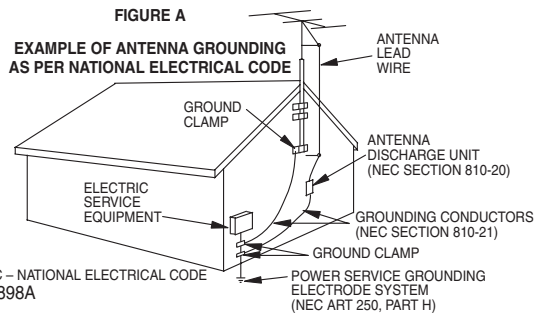 FIGURE A
EXAMPLE OF ANTENNA GROUNDING
AS PER NATIONAL ELECTRICAL CODE
ANTENNA
LEAD
WIRE
GROUND
CLAMP
ANTENNA
DISCHARGE UNIT
(NEC SECTION 810-20)
ELECTRIC
SERVICE
EQUIPMENT
GROUNDING CONDUCTORS
(NEC SECTION 810-21)
GROUND CLAMP
POWER SERVICE GROUNDING
ELECTRODE SYSTEM
(NEC ART 250, PART H)
C – NATIONAL ELECTRICAL CODE
898A